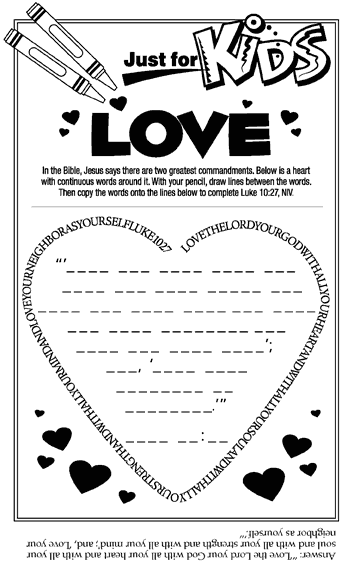 Just for KiDS
LOVE
In the Bible, Jesus says there are two greatest commandments. Below is a heart
with continuous words around it. With your pencil, draw lines between the words.
Then copy the words onto the lines below to complete Luke 10:27, NIV.
LOVETHELORDYOURGODWITHALLYOURHEARTANDWITHALLYOURSOULANDWITHALLYOURSTRENGTHANDWITHALLYOURMINDANDLOVEYOURNEIGHBORASYOURSELFLUKE1027
Answer: "'Love the Lord your God with all your heart and with all your
soul and with all your strength and with all your mind'; and, 'Love your
neighbor as yourself.'"